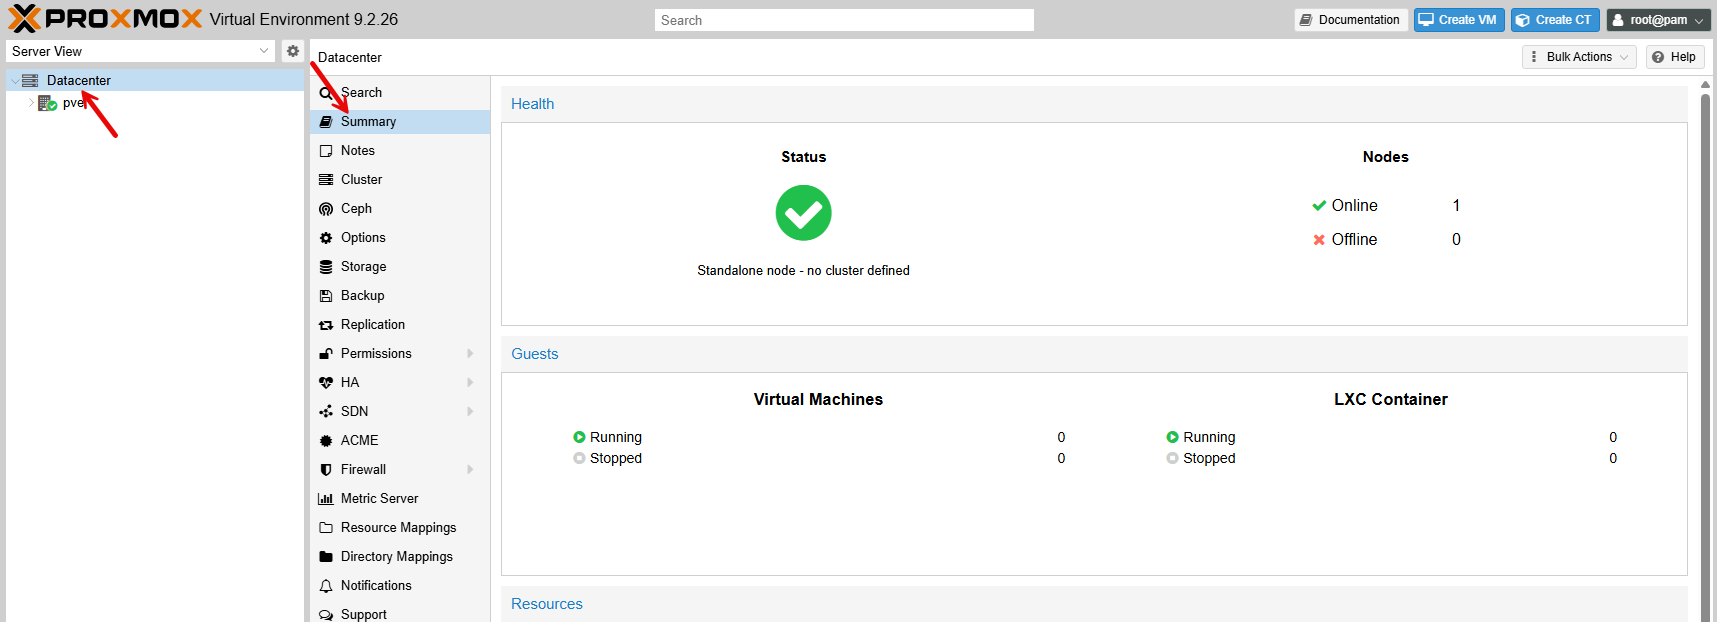 PROXMOX Virtual Environment 9.2.26
Search
Documentation
Create VM
Create CT
root@pam
Server View
Datacenter
pve
Datacenter
Bulk Actions
Help
Search
Summary
Notes
Cluster
Ceph
Options
Storage
Backup
Replication
Permissions
HA
SDN
ACME
Firewall
Metric Server
Resource Mappings
Directory Mappings
Notifications
Support
Health
Status
Standalone node - no cluster defined
Nodes
Online 1
Offline 0
Guests
Virtual Machines
Running 0
Stopped 0
LXC Container
Running 0
Stopped 0
Resources